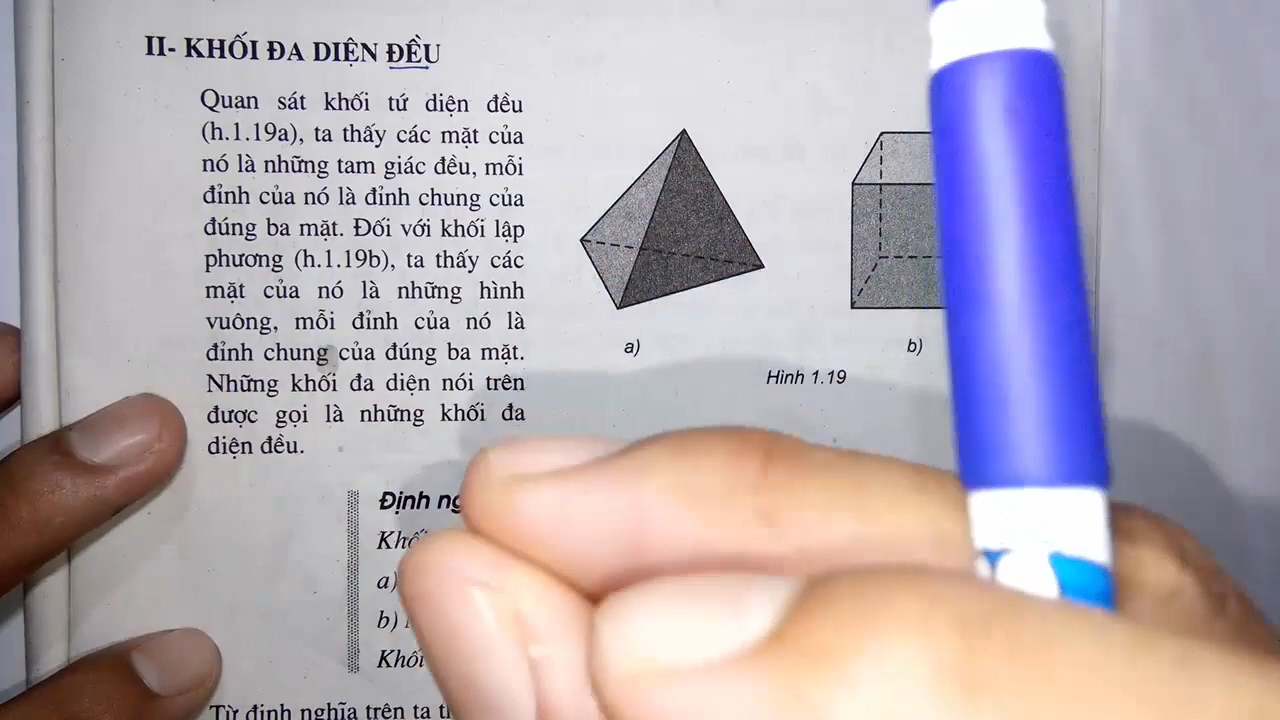 II- KHỐI ĐA DIỆN ĐỀU
Quan sát khối tứ diện đều
(h.1.19a), ta thấy các mặt của
nó là những tam giác đều, mỗi
đỉnh của nó là đỉnh chung của
đúng ba mặt. Đối với khối lập
phương (h.1.19b), ta thấy các
mặt của nó là những hình
vuông, mỗi đỉnh của nó là
đỉnh chung của đúng ba mặt.
Những khối đa diện nói trên
được gọi là những khối đa
diện đều.
a)
b)
Hình 1.19
Định
a)
b)
Khối
Từ định nghĩa trên ta